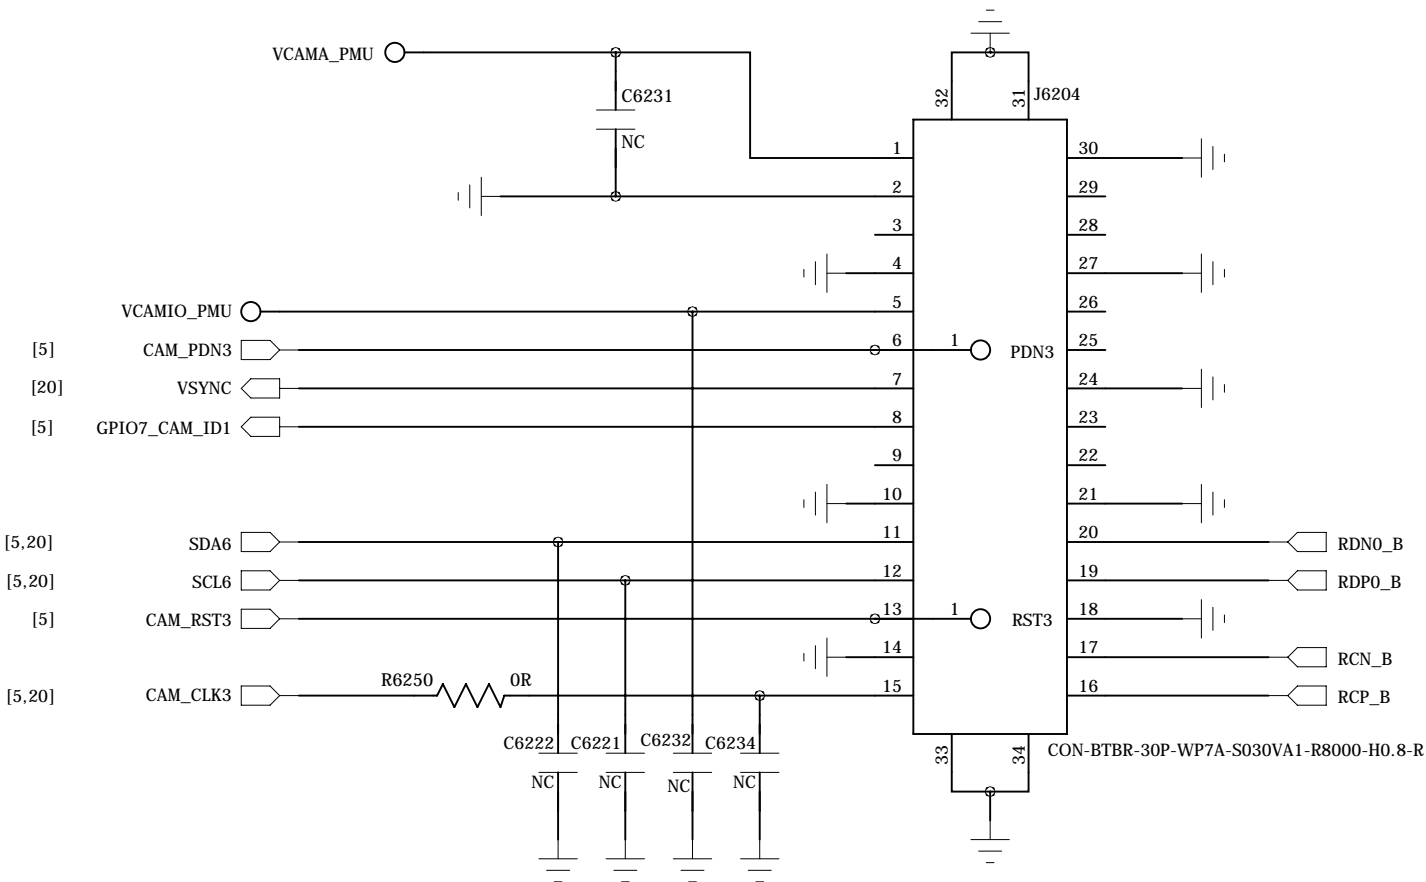 VCAMA_PMU
C6231
NC
32
31
J6204
1
30
2
29
3
28
4
27
VCAMIO_PMU
5
26
[5] CAM_PDN3
6
1
PDN3
25
[20] VSYNC
7
24
[5] GPIO7_CAM_ID1
8
23
9
22
10
21
[5,20] SDA6
11
20
RDN0_B
[5,20] SCL6
12
19
RDP0_B
[5] CAM_RST3
13
1
RST3
18
14
17
RCN_B
[5,20] CAM_CLK3
R6250
0R
15
16
RCP_B
C6222
C6221
C6232
C6234
NC
NC
NC
NC
33
34
CON-BTBR-30P-WP7A-S030VA1-R8000-H0.8-R